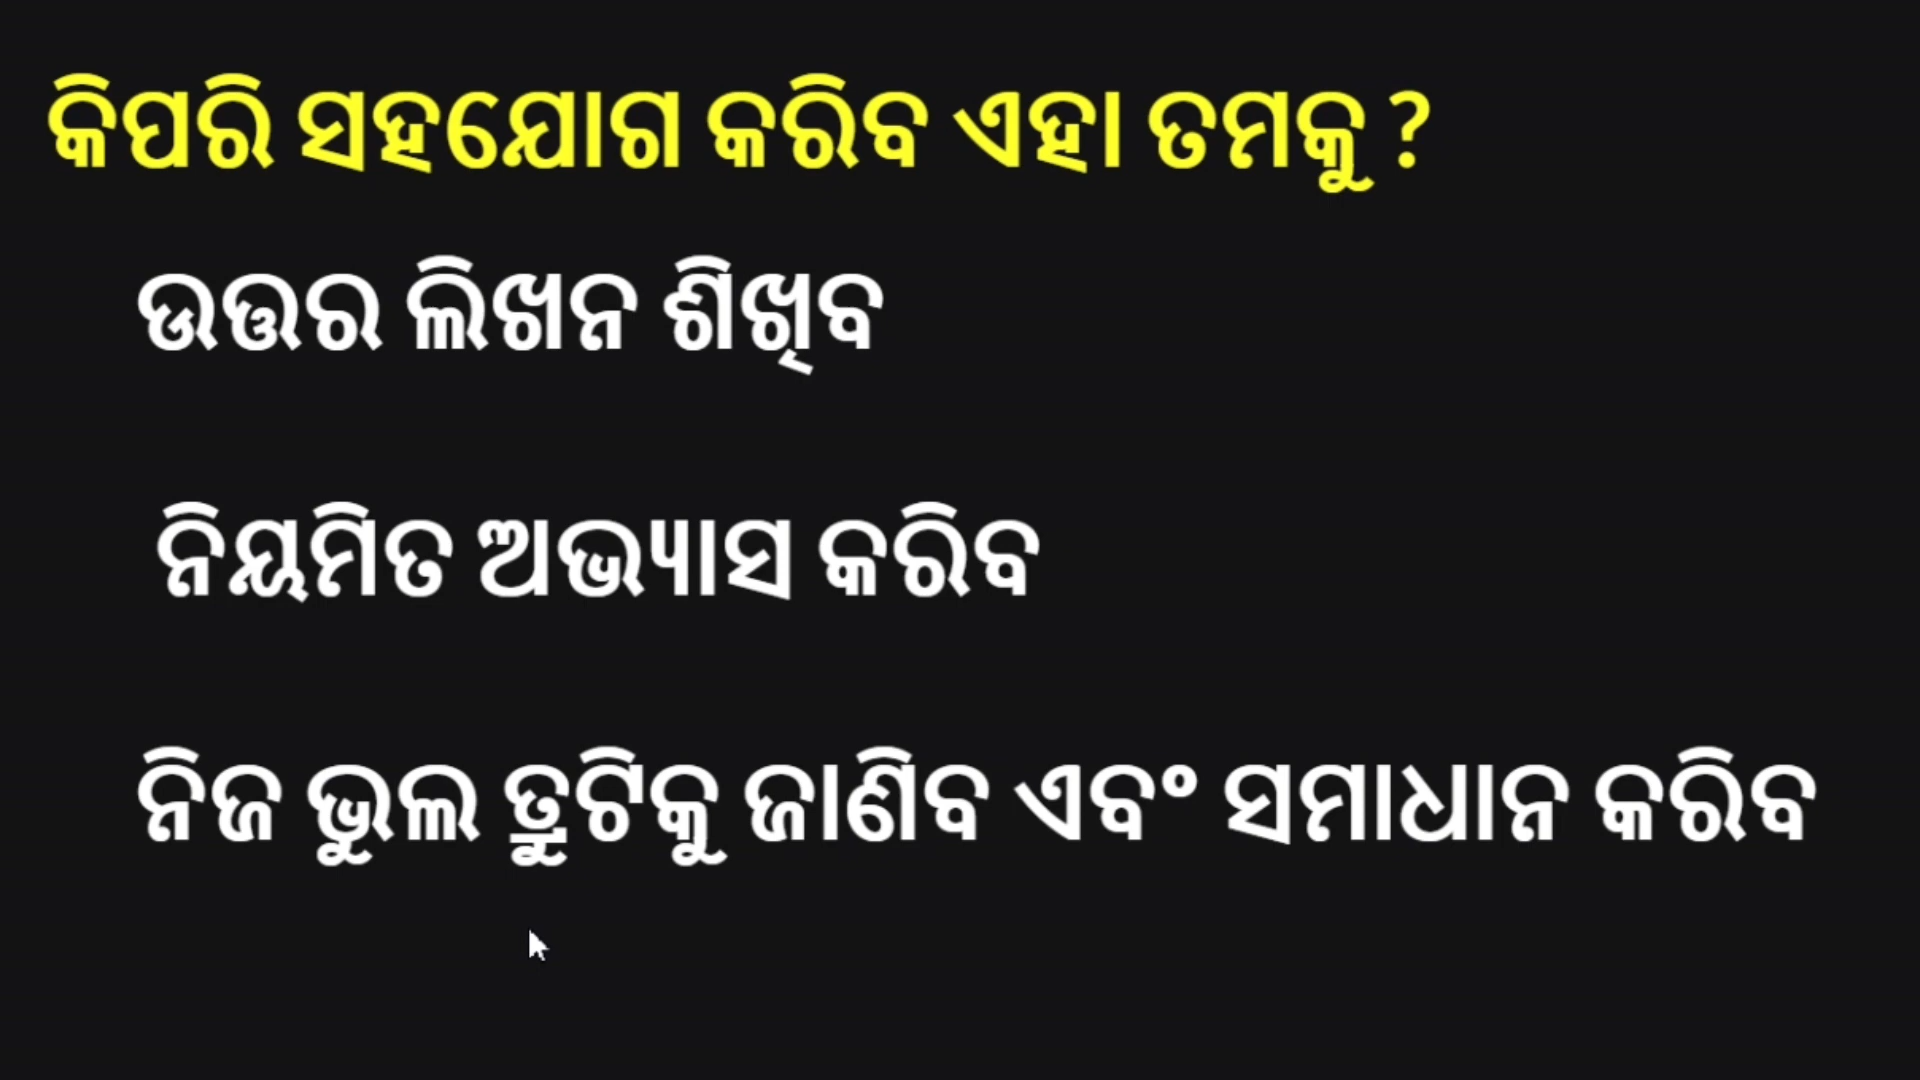 କିପରି ସହଯୋଗ କରିବ ଏହା ତମକୁ ?
ଉତ୍ତର ଲିଖନ ଶିଖିବ
ନିୟମିତ ଅଭ୍ୟାସ କରିବ
ନିଜ ଭୁଲ ତ୍ରୁଟିକୁ ଜାଣିବ ଏବଂ ସମାଧାନ କରିବ